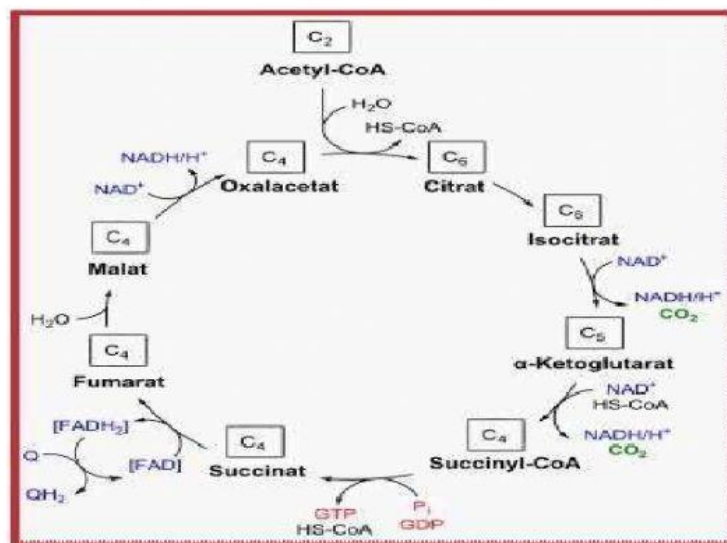 C₂
Acetyl-CoA
H₂O
HS-CoA
NADH/H⁺
NAD⁺
C₄
Oxalacetat
C₆
Citrat
C₆
Isocitrat
C₄
Malat
NAD⁺
NADH/H⁺
CO₂
H₂O
C₄
Fumarat
C₅
α-Ketoglutarat
NAD⁺
HS-CoA
NADH/H⁺
CO₂
[FADH₂]
Q
[FAD]
QH₂
C₄
Succinat
C₄
Succinyl-CoA
GTP
HS-CoA
Pᵢ
GDP